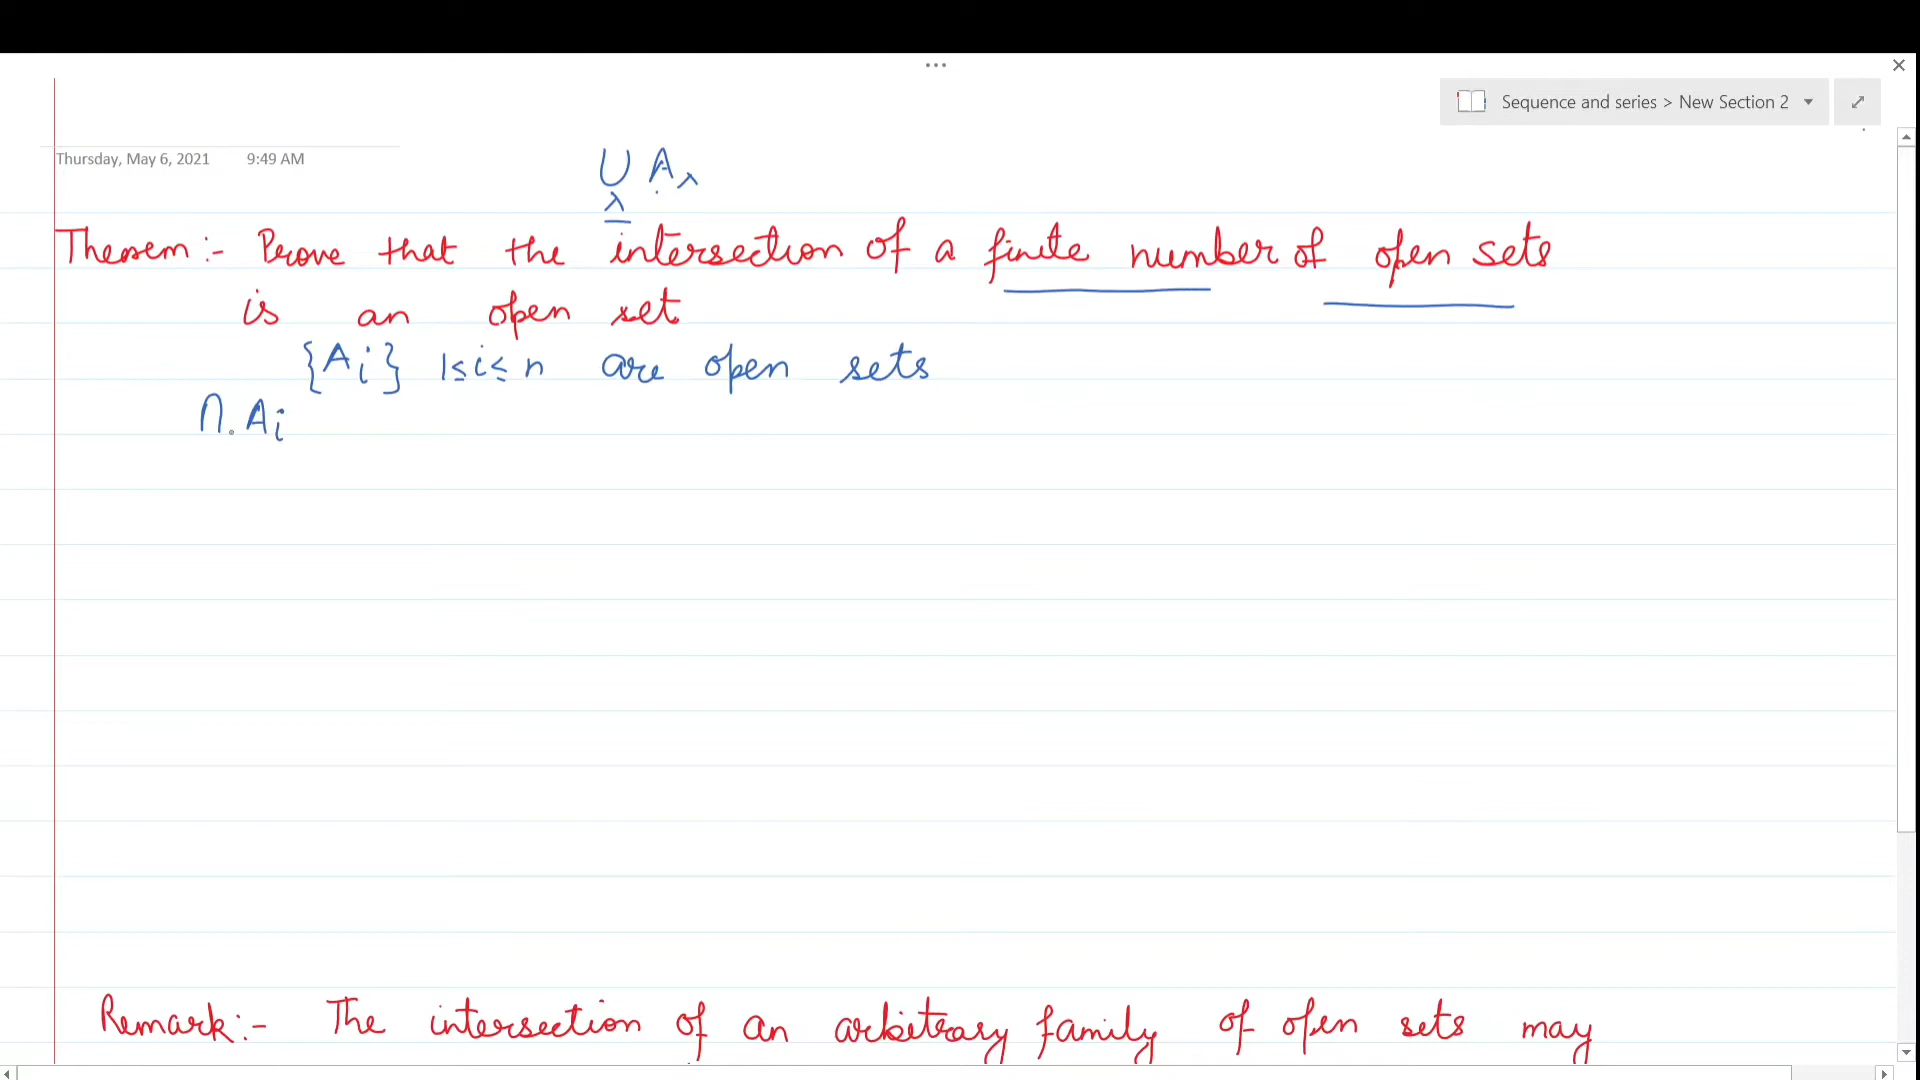 ...
Sequence and series > New Section 2
Thursday, May 6, 2021 9:49 AM
∪ A_λ
λ
Theorem :- Prove that the intersection of a finite number of open sets
is an open set
{A_i} 1≤i≤n are open sets
∩. A_i
Remark:- The intersection of an arbitrary family of open sets may